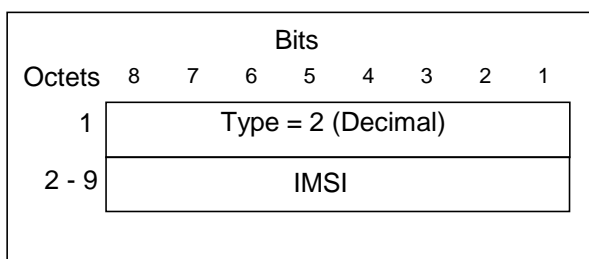 Bits
Octets 8 7 6 5 4 3 2 1
1 Type = 2 (Decimal)
2 - 9 IMSI